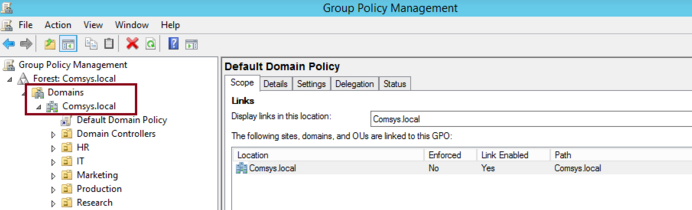 Group Policy Management
File Action View Window Help
Group Policy Management
Forest: Comsys.local
Domains
Comsys.local
Default Domain Policy
Domain Controllers
HR
IT
Marketing
Production
Research
Default Domain Policy
Scope Details Settings Delegation Status
Links
Display links in this location: Comsys.local
The following sites, domains, and OUs are linked to this GPO:
Location Enforced Link Enabled Path
Comsys.local No Yes Comsys.local